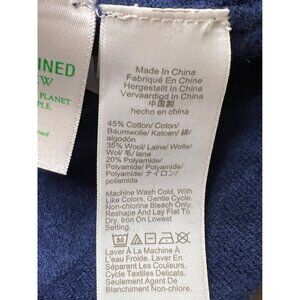 INED
W
PLANET
PLE.
ned
Made In China
Fabriqué En Chine
Hergestellt In China
Vervaardigd In China
中国製
hecho en china
45% Cotton/ Coton/
Baumwolle/ Katoen/ 綿/
algodón
35% Wool/ Laine/ Wolle/
Wol/ 毛/ lana
20% Polyamide/
Polyamide/ Polyamide/
Polyamide/ ナイロン/
poliamida
Machine Wash Cold, With
Like Colors, Gentle Cycle.
Non-chlorine Bleach Only.
Reshape And Lay Flat To
Dry. Iron On Lowest
Setting.
30
Laver À La Machine À
L'eau Froide. Laver En
Séparant Les Couleurs.
Cycle Textiles Délicats.
Seulement Agent De
Blanchiment Non-chlore.